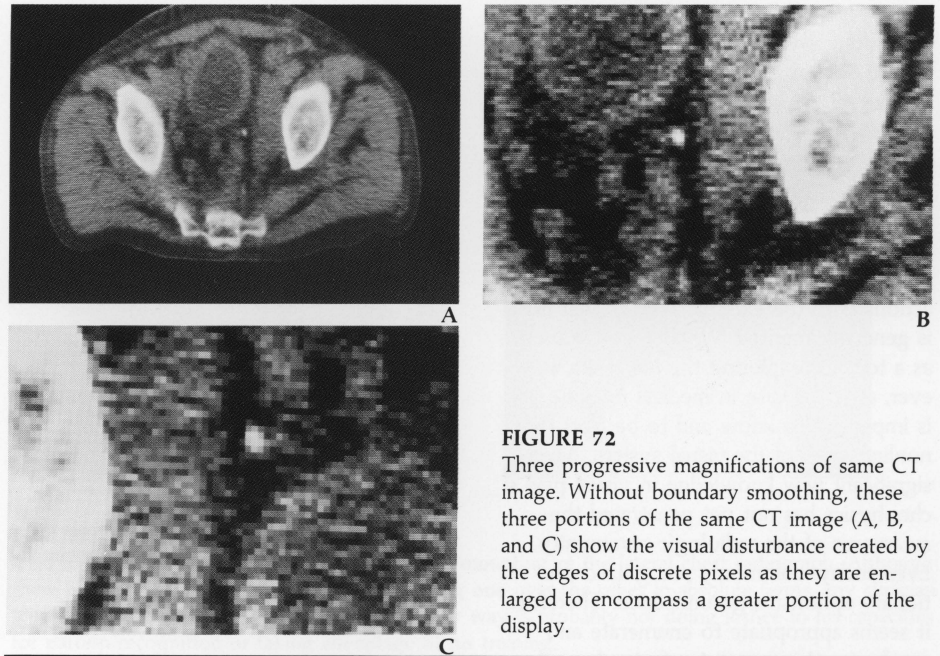 A
B
C
FIGURE 72
Three progressive magnifications of same CT
image. Without boundary smoothing, these
three portions of the same CT image (A, B,
and C) show the visual disturbance created by
the edges of discrete pixels as they are en-
larged to encompass a greater portion of the
display.